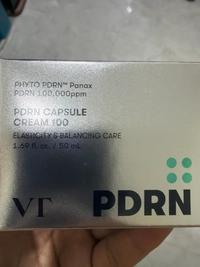 PHYTO PDRN™ Panax
PDRN 100,000ppm
PDRN CAPSULE
CREAM 100
ELASTICITY & BALANCING CARE
1.69 fl. oz. / 50 mL
VT
PDRN